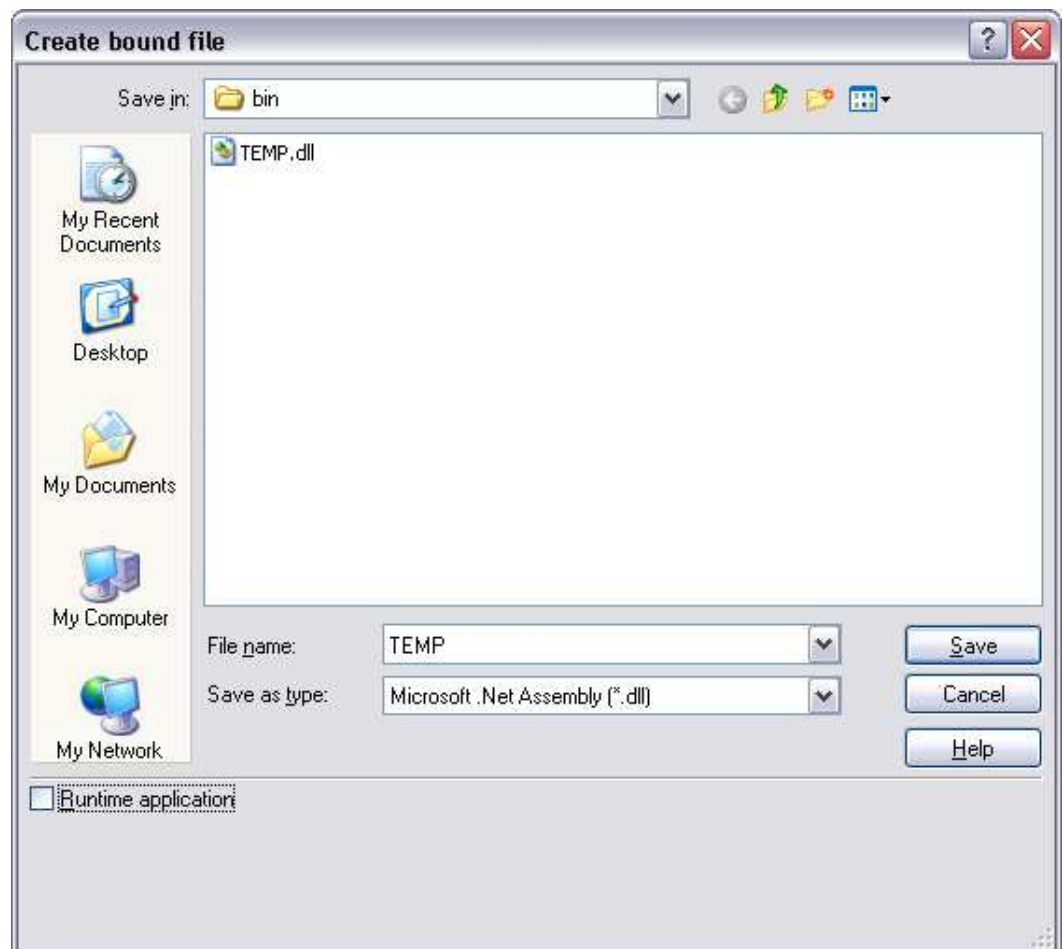 Create bound file
?
Save in:
bin
TEMP.dll
My Recent
Documents
Desktop
My Documents
My Computer
My Network
File name:
TEMP
Save
Save as type:
Microsoft .Net Assembly (*.dll)
Cancel
Help
Runtime application